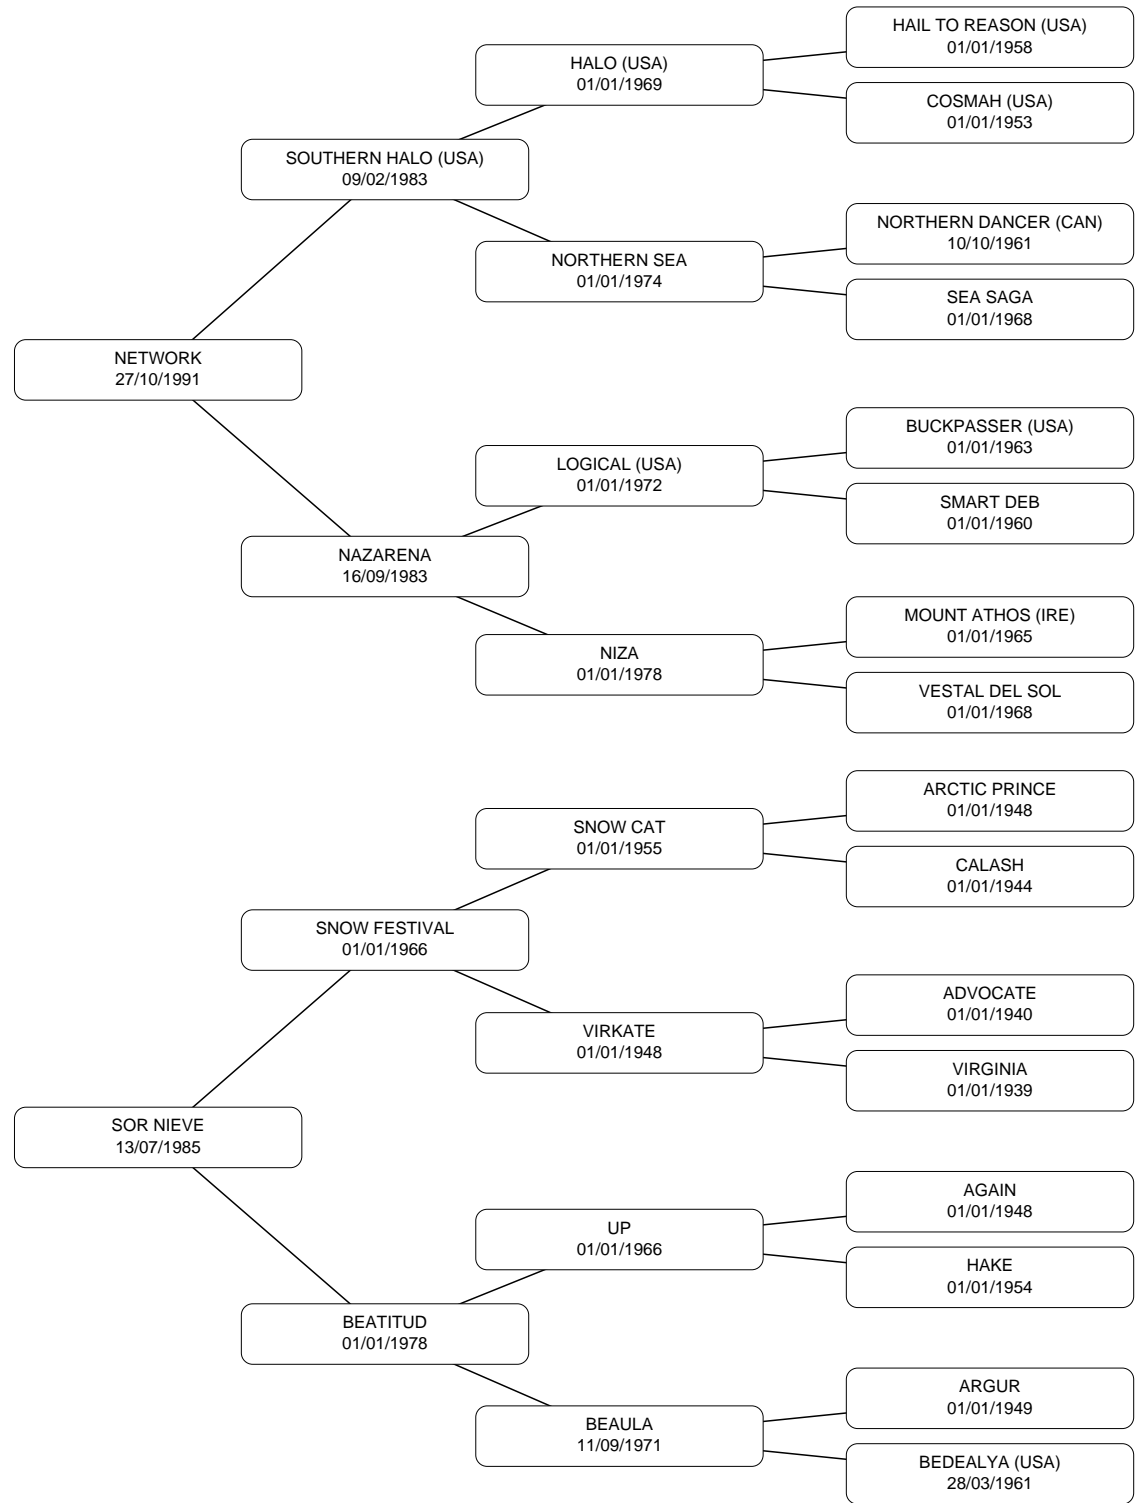 HAIL TO REASON (USA)
01/01/1958
HALO (USA)
01/01/1969
COSMAH (USA)
01/01/1953
SOUTHERN HALO (USA)
09/02/1983
NORTHERN DANCER (CAN)
10/10/1961
NORTHERN SEA
01/01/1974
SEA SAGA
01/01/1968
NETWORK
27/10/1991
BUCKPASSER (USA)
01/01/1963
LOGICAL (USA)
01/01/1972
SMART DEB
01/01/1960
NAZARENA
16/09/1983
MOUNT ATHOS (IRE)
01/01/1965
NIZA
01/01/1978
VESTAL DEL SOL
01/01/1968
ARCTIC PRINCE
01/01/1948
SNOW CAT
01/01/1955
CALASH
01/01/1944
SNOW FESTIVAL
01/01/1966
ADVOCATE
01/01/1940
VIRKATE
01/01/1948
VIRGINIA
01/01/1939
SOR NIEVE
13/07/1985
AGAIN
01/01/1948
UP
01/01/1966
HAKE
01/01/1954
BEATITUD
01/01/1978
ARGUR
01/01/1949
BEAULA
11/09/1971
BEDEALYA (USA)
28/03/1961